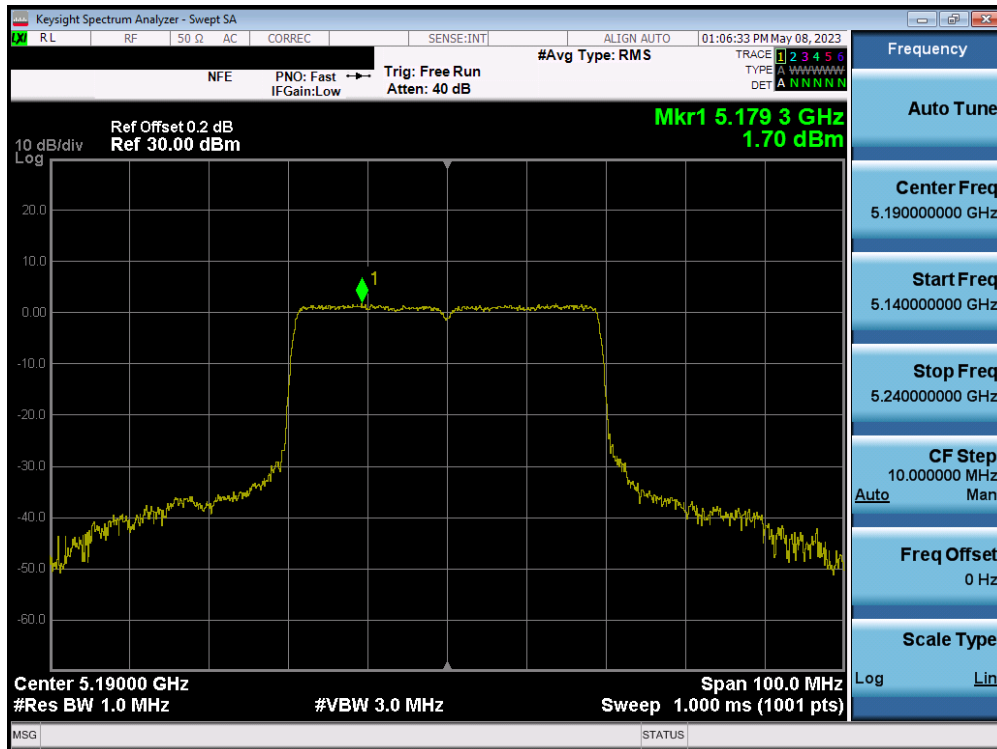 Keysight Spectrum Analyzer - Swept SA
LXI RL RF 50 Ω AC CORREC SENSE:INT ALIGN AUTO 01:06:33 PM May 08, 2023
NFE PNO: Fast Trig: Free Run #Avg Type: RMS TRACE 1 2 3 4 5 6
IFGain:Low Atten: 40 dB TYPE A WWWWW
DET A N N N N N
Frequency
Mkr1 5.179 3 GHz
1.70 dBm
Ref Offset 0.2 dB
10 dB/div Ref 30.00 dBm
Log
20.0
10.0
0.00
-10.0
-20.0
-30.0
-40.0
-50.0
-60.0
1
Center 5.19000 GHz Span 100.0 MHz
#Res BW 1.0 MHz #VBW 3.0 MHz Sweep 1.000 ms (1001 pts)
Auto Tune
Center Freq
5.190000000 GHz
Start Freq
5.140000000 GHz
Stop Freq
5.240000000 GHz
CF Step
10.000000 MHz
Auto Man
Freq Offset
0 Hz
Scale Type
Log Lin
MSG STATUS